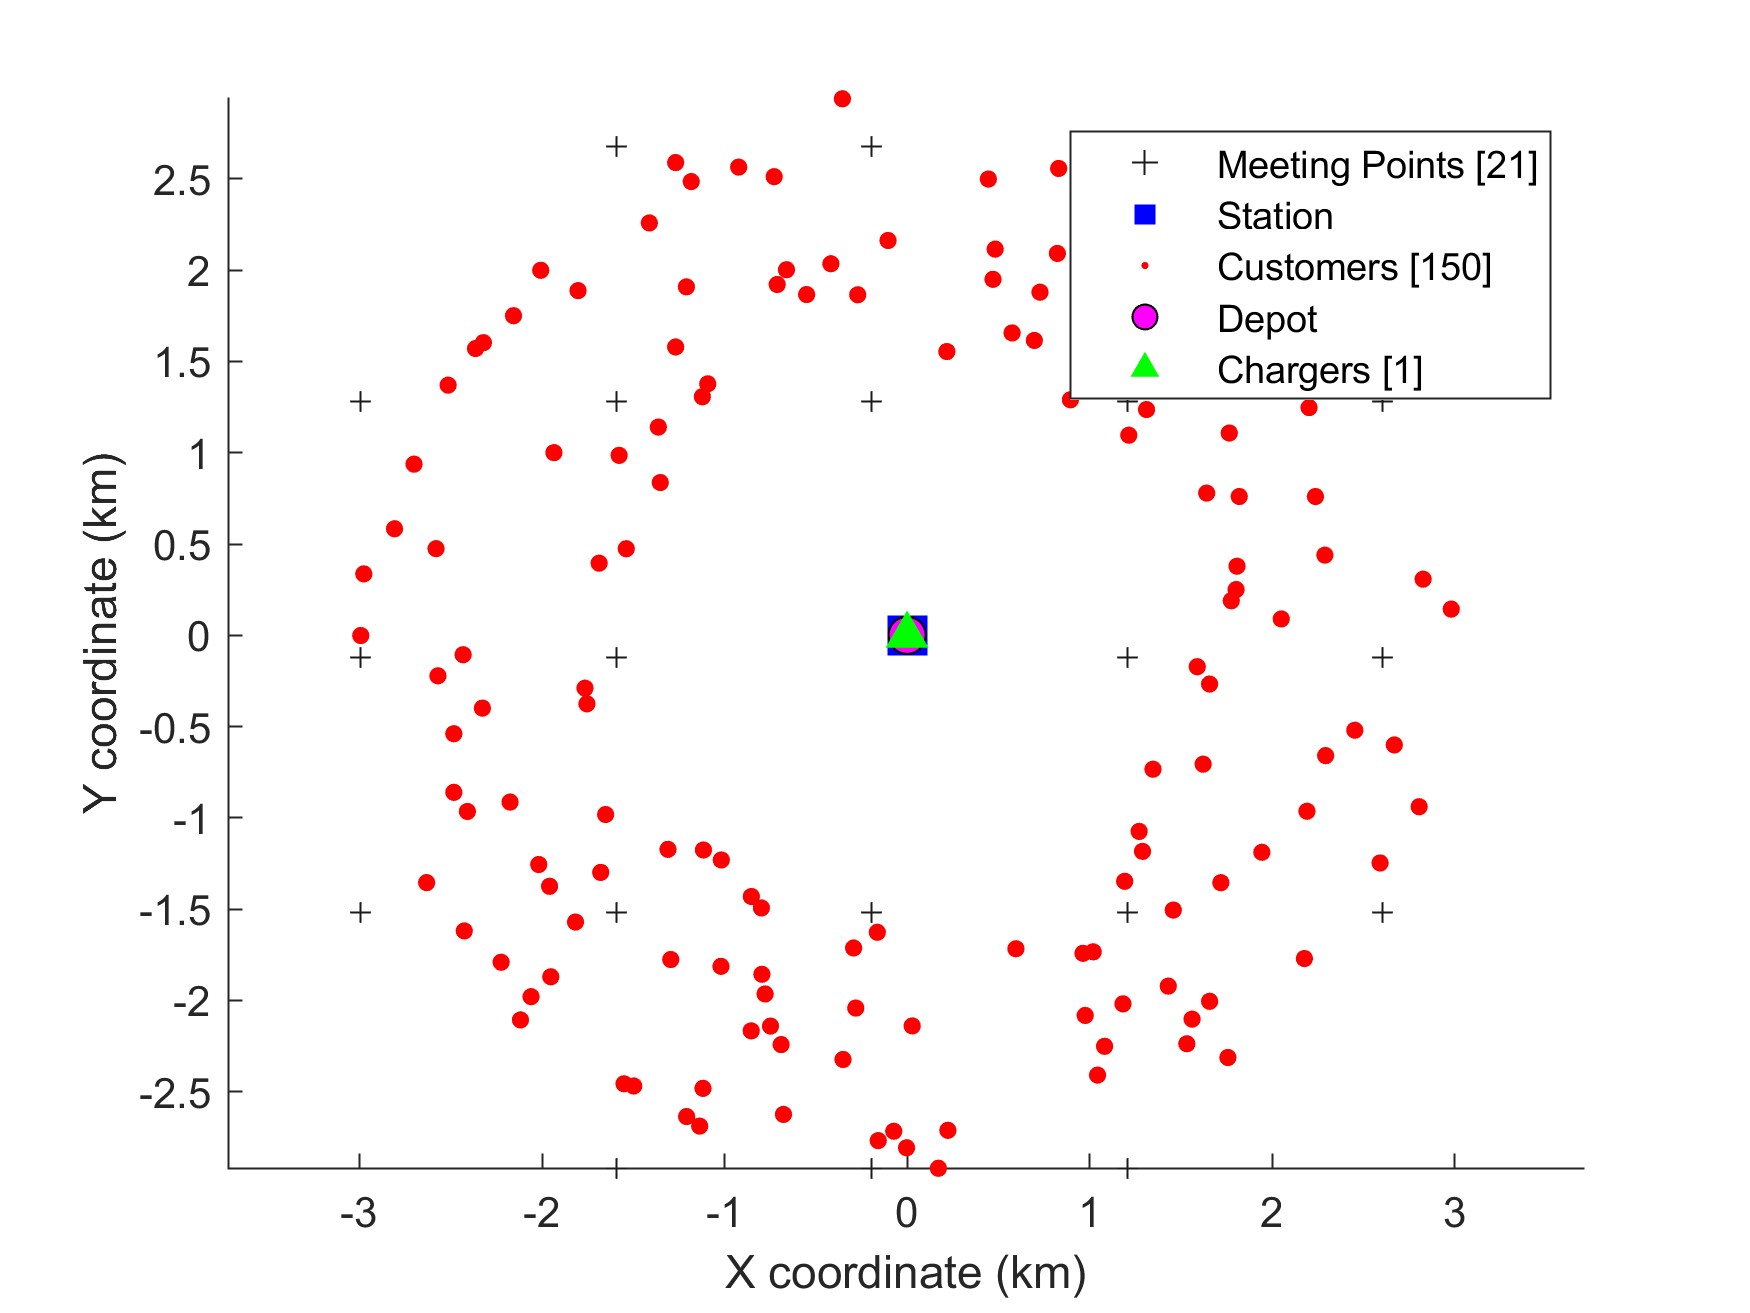 Meeting Points [21]
Station
Customers [150]
Depot
Chargers [1]
2.5
2
1.5
1
0.5
0
-0.5
-1
-1.5
-2
-2.5
Y coordinate (km)
-3 -2 -1 0 1 2 3
X coordinate (km)